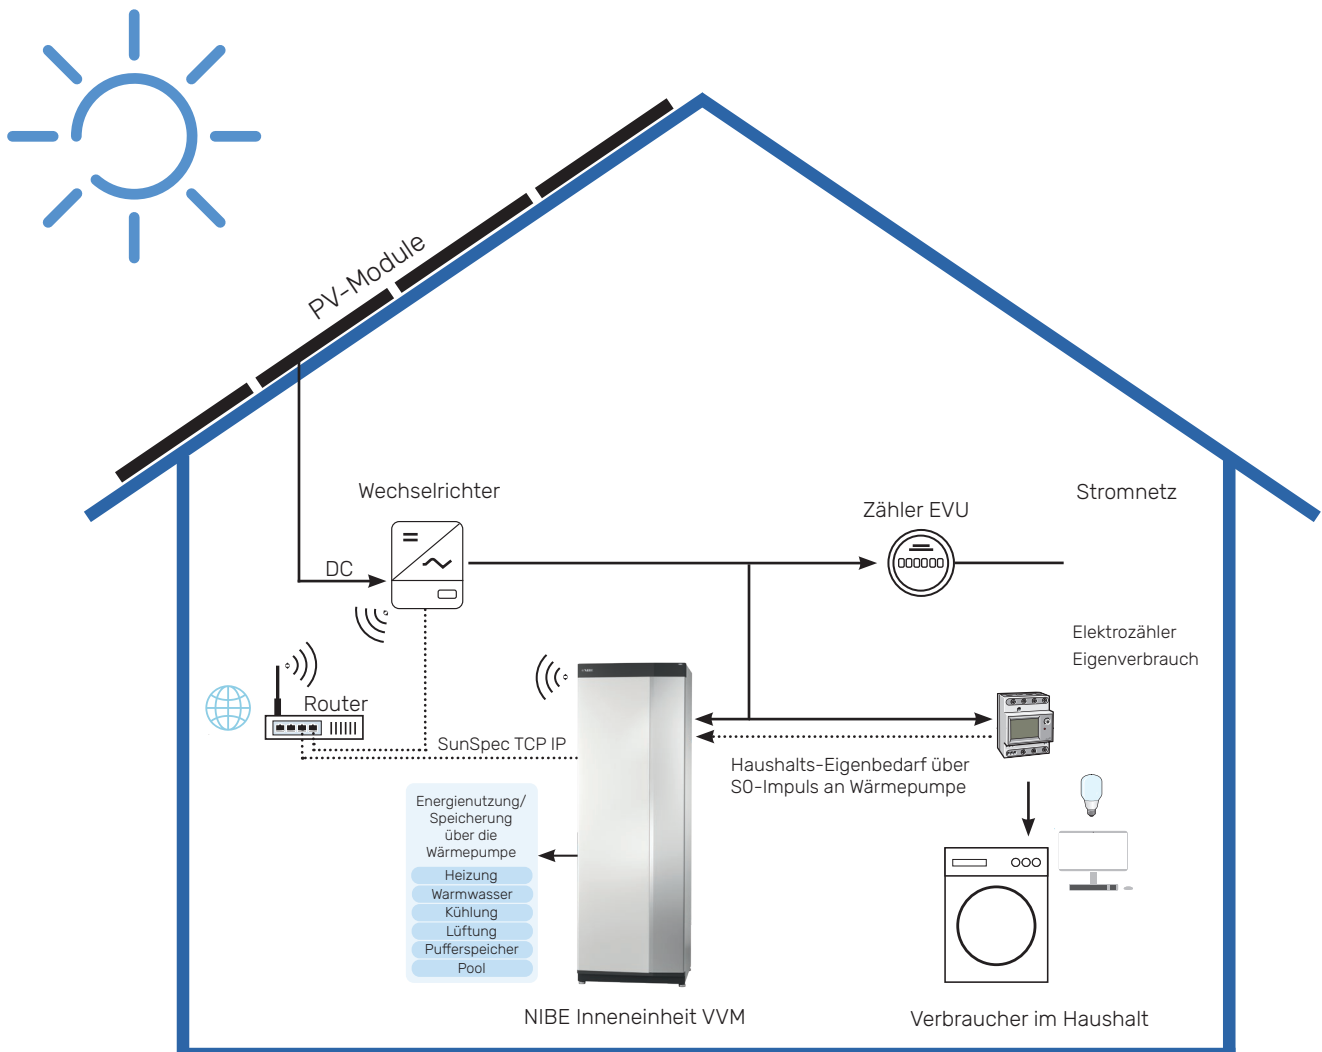 PV-Module
Wechselrichter
Stromnetz
Zähler EVU
DC
Elektrozähler
Eigenverbrauch
Router
SunSpec TCP IP
Haushalts-Eigenbedarf über
S0-Impuls an Wärmepumpe
Energienutzung/
Speicherung
über die
Wärmepumpe
Heizung
Warmwasser
Kühlung
Lüftung
Pufferspeicher
Pool
NIBE Inneneinheit VVM
Verbraucher im Haushalt